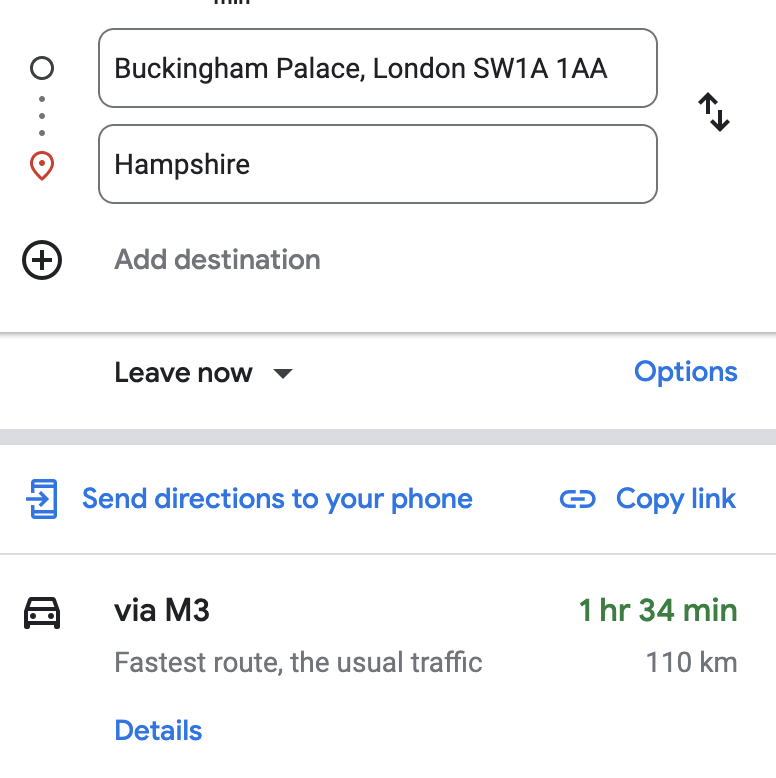 min
Buckingham Palace, London SW1A 1AA
Hampshire
Add destination
Leave now
Options
Send directions to your phone
Copy link
via M3
1 hr 34 min
Fastest route, the usual traffic
110 km
Details